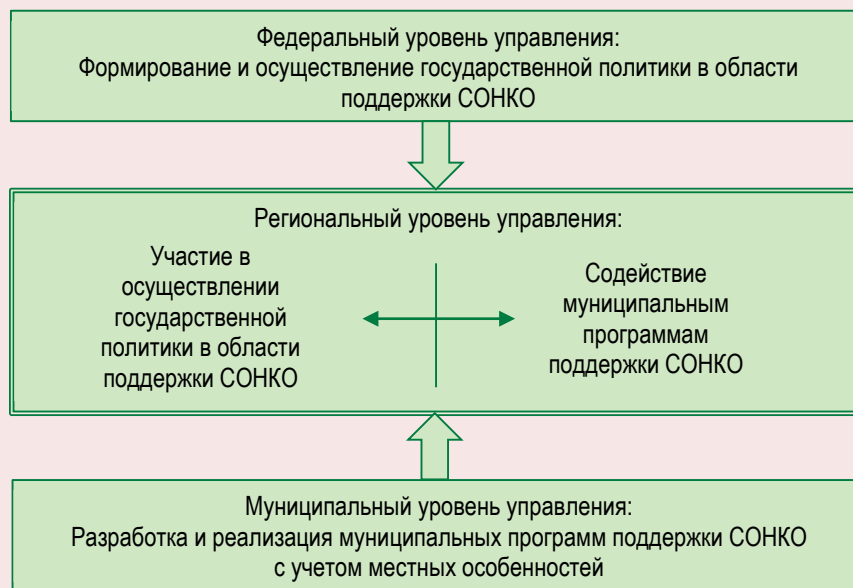 Федеральный уровень управления:
Формирование и осуществление государственной политики в области
поддержки СОНКО
Региональный уровень управления:
Участие в
осуществлении
государственной
политики в области
поддержки СОНКО
Содействие
муниципальным
программам
поддержки СОНКО
Муниципальный уровень управления:
Разработка и реализация муниципальных программ поддержки СОНКО
с учетом местных особенностей